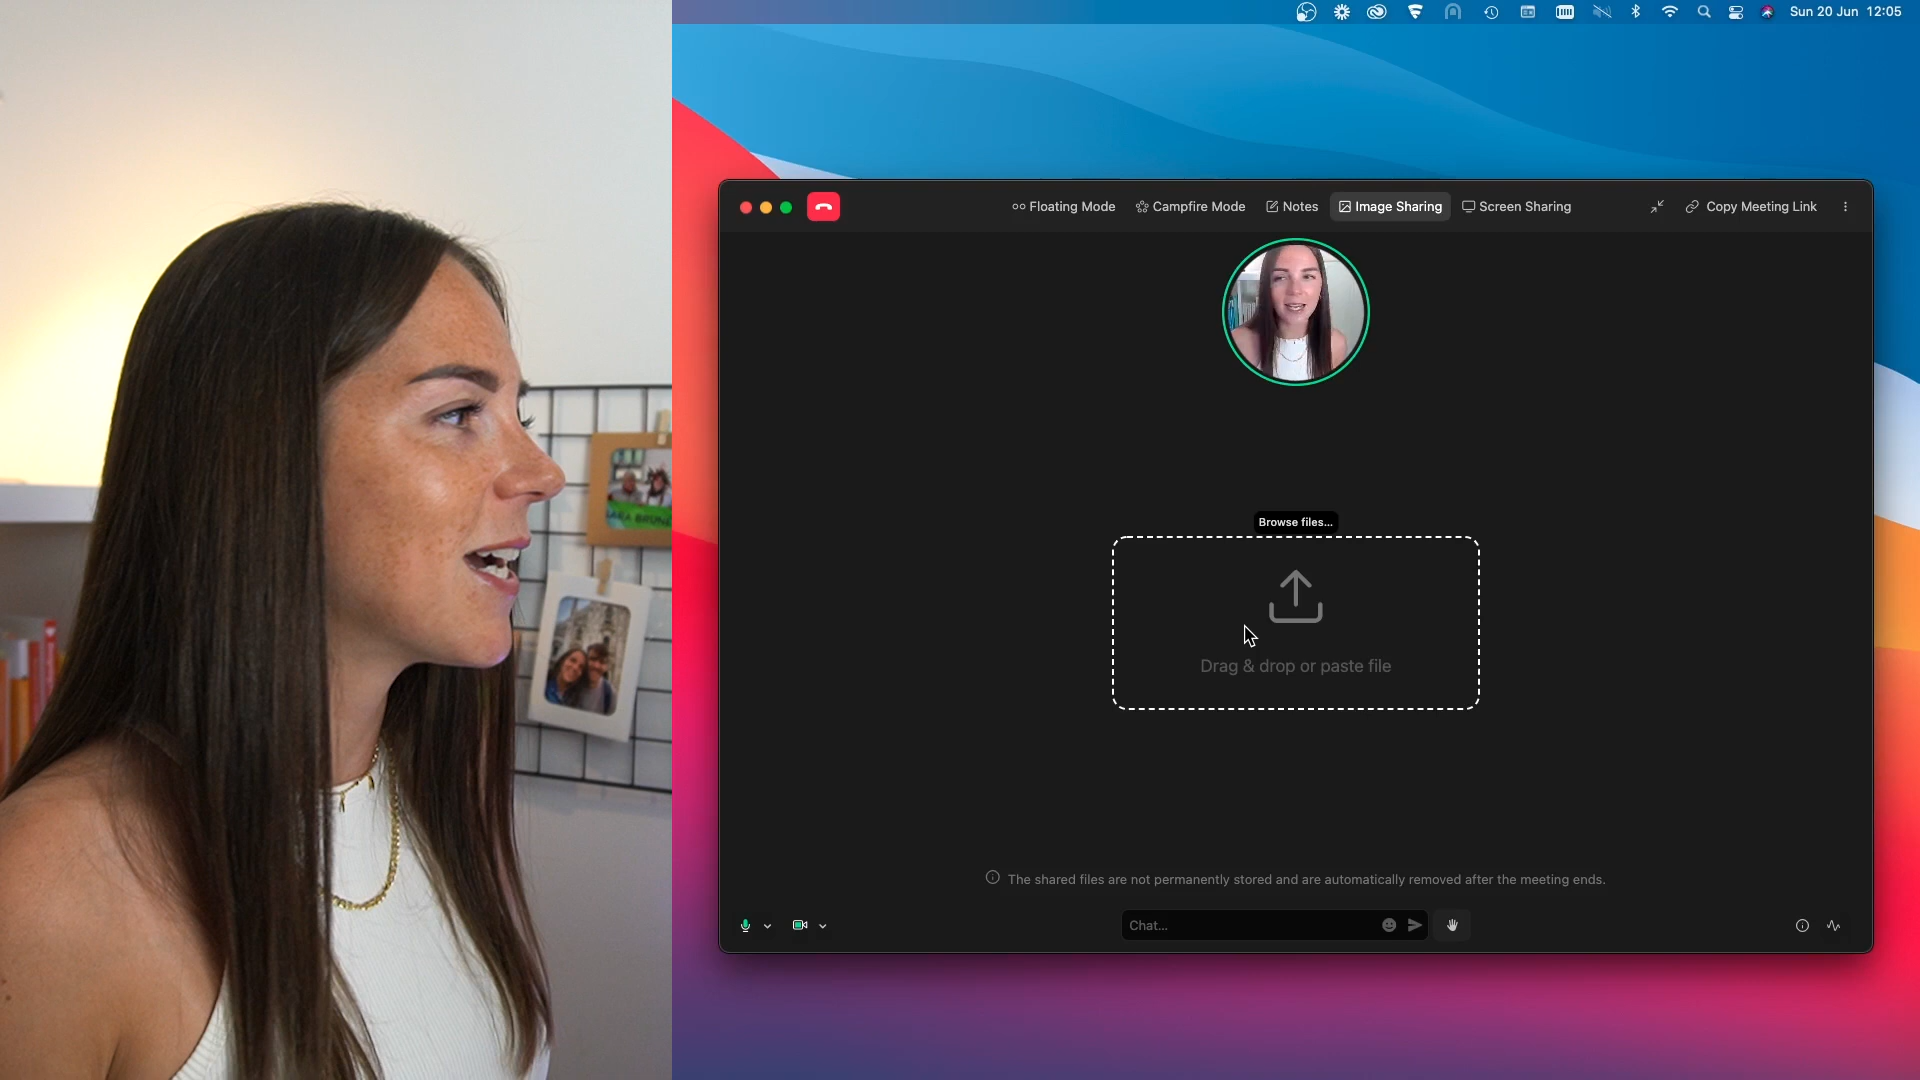 Sun 20 Jun 12:05
Floating Mode
Campfire Mode
Notes
Image Sharing
Screen Sharing
Copy Meeting Link
Browse files...
Drag & drop or paste file
The shared files are not permanently stored and are automatically removed after the meeting ends.
Chat...